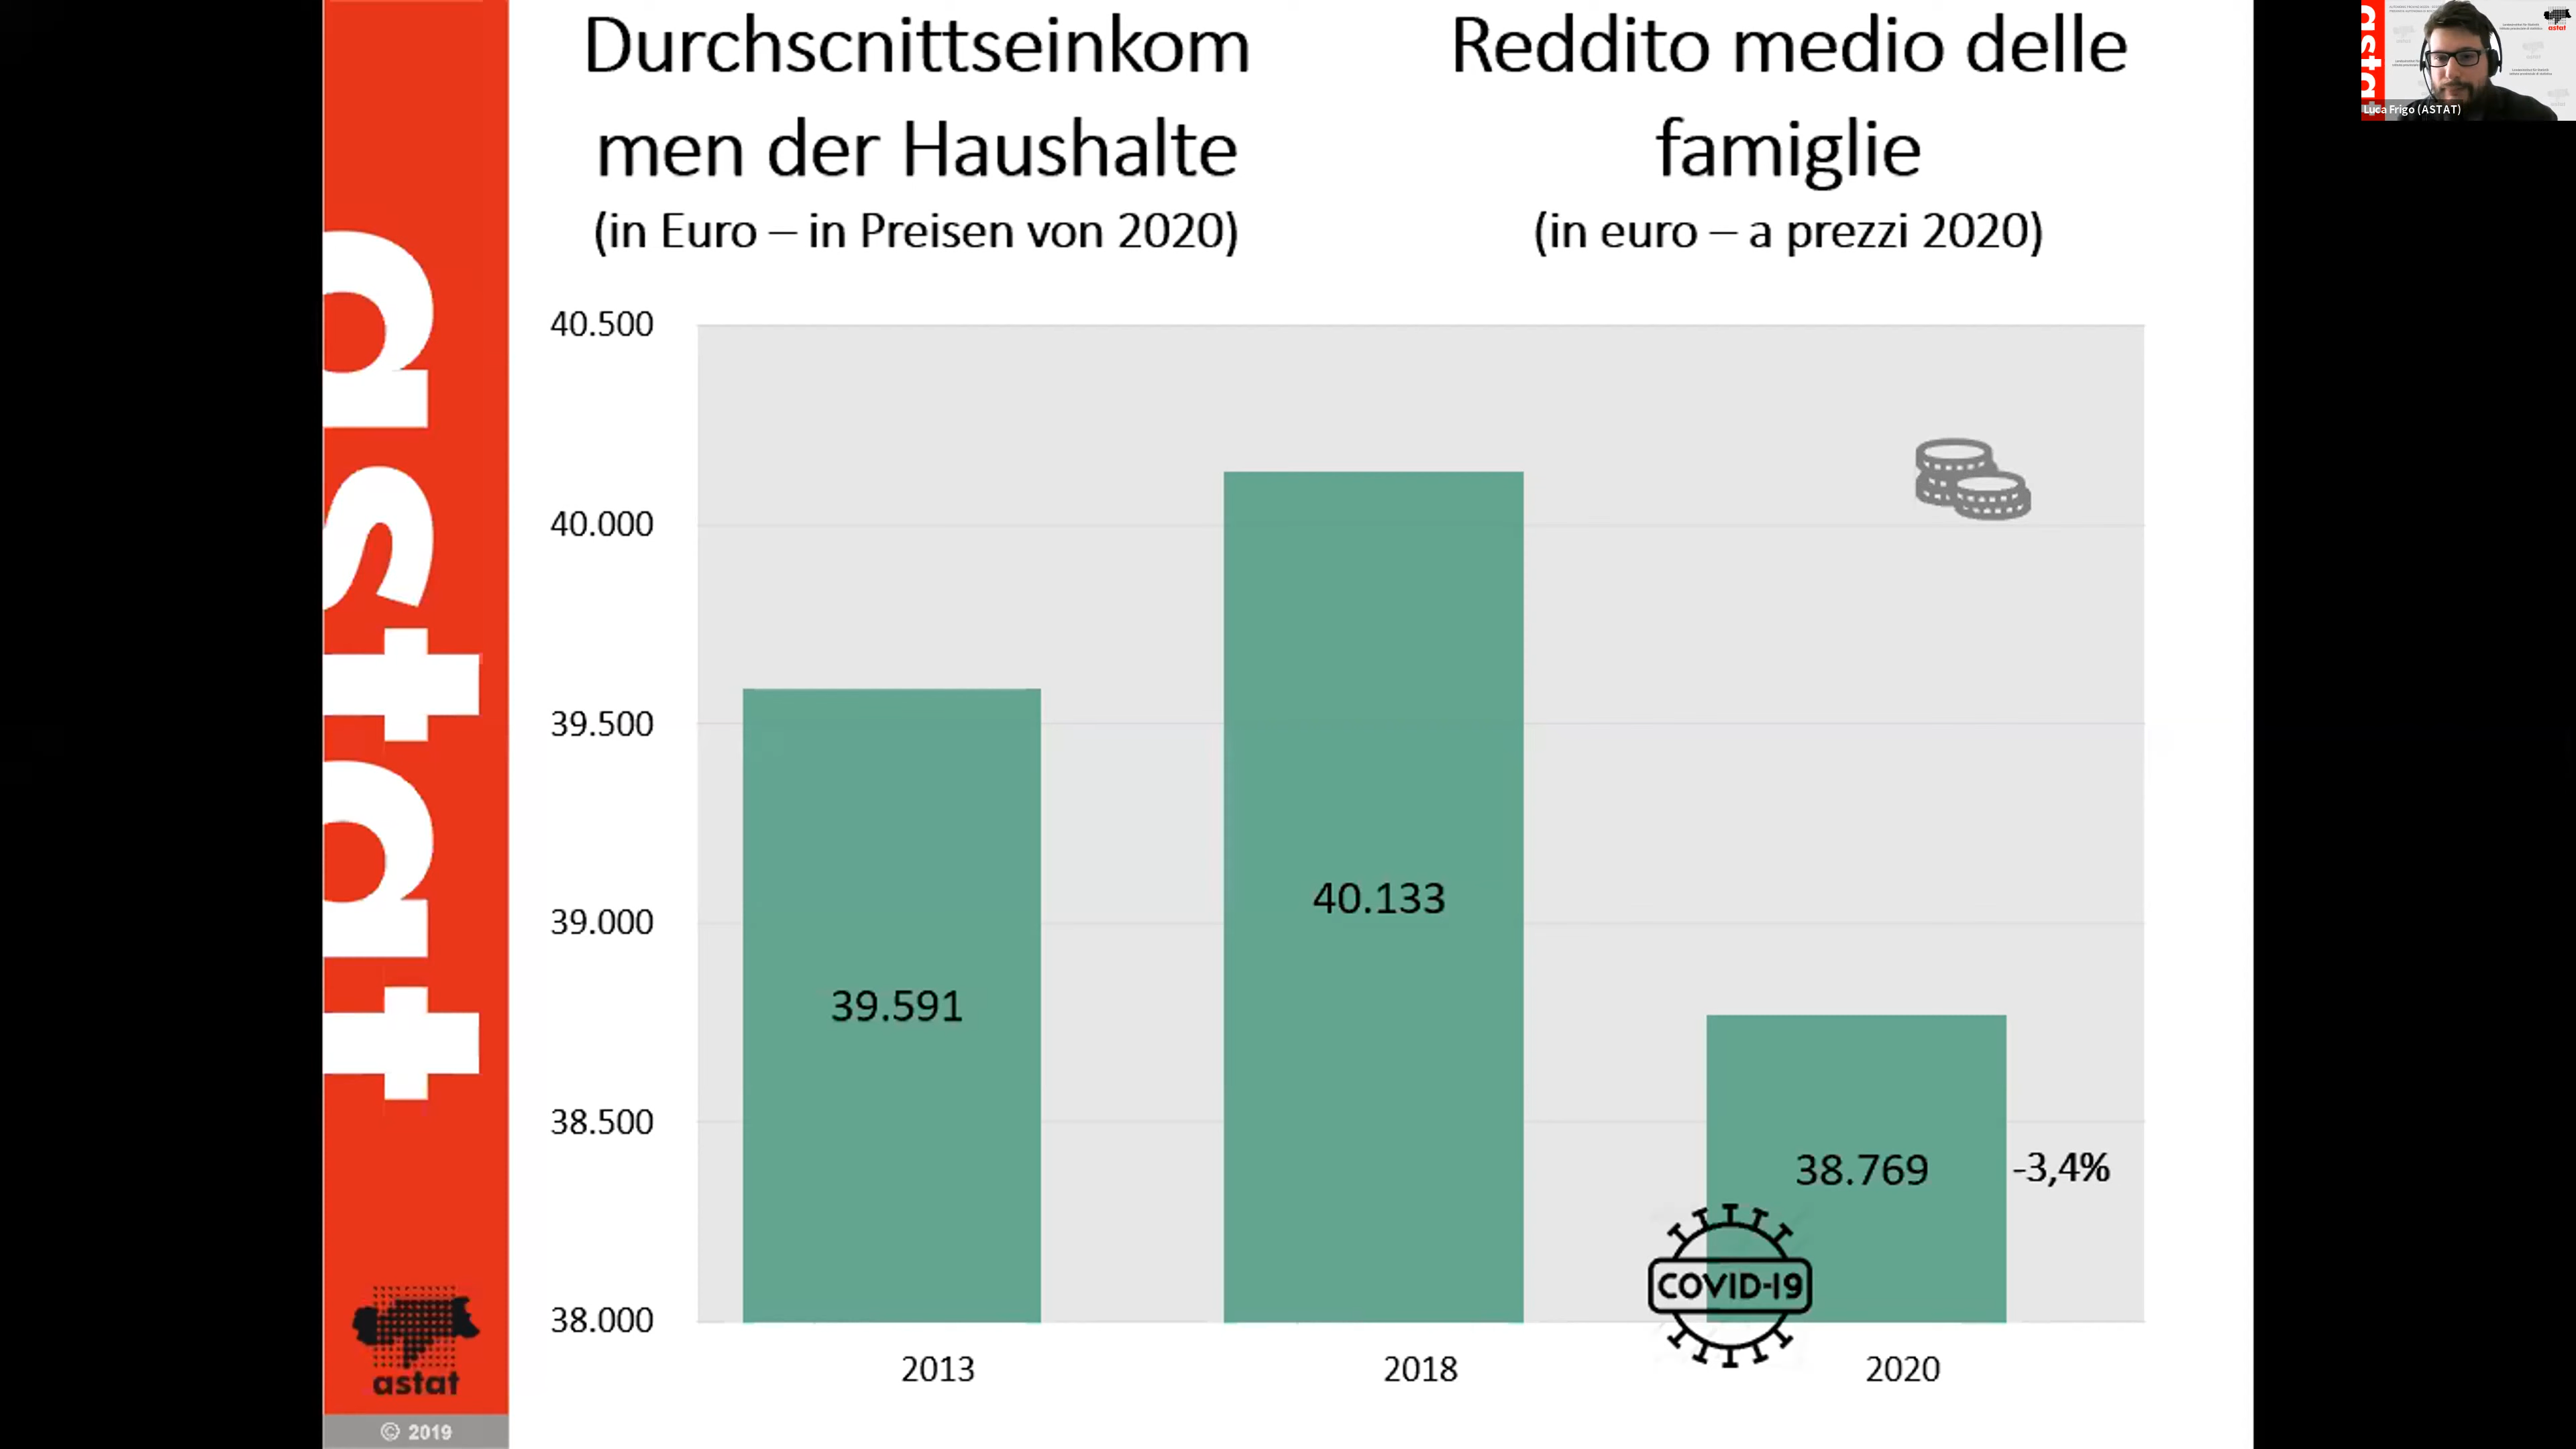 Durchscnittseinkom
men der Haushalte
(in Euro – in Preisen von 2020)
Reddito medio delle
famiglie
(in euro – a prezzi 2020)
40.500
40.000
39.500
39.000
38.500
38.000
39.591
40.133
38.769
-3,4%
COVID-19
2013
2018
2020
astat
astat
© 2019
astat
astat
Luca Frigo (ASTAT)